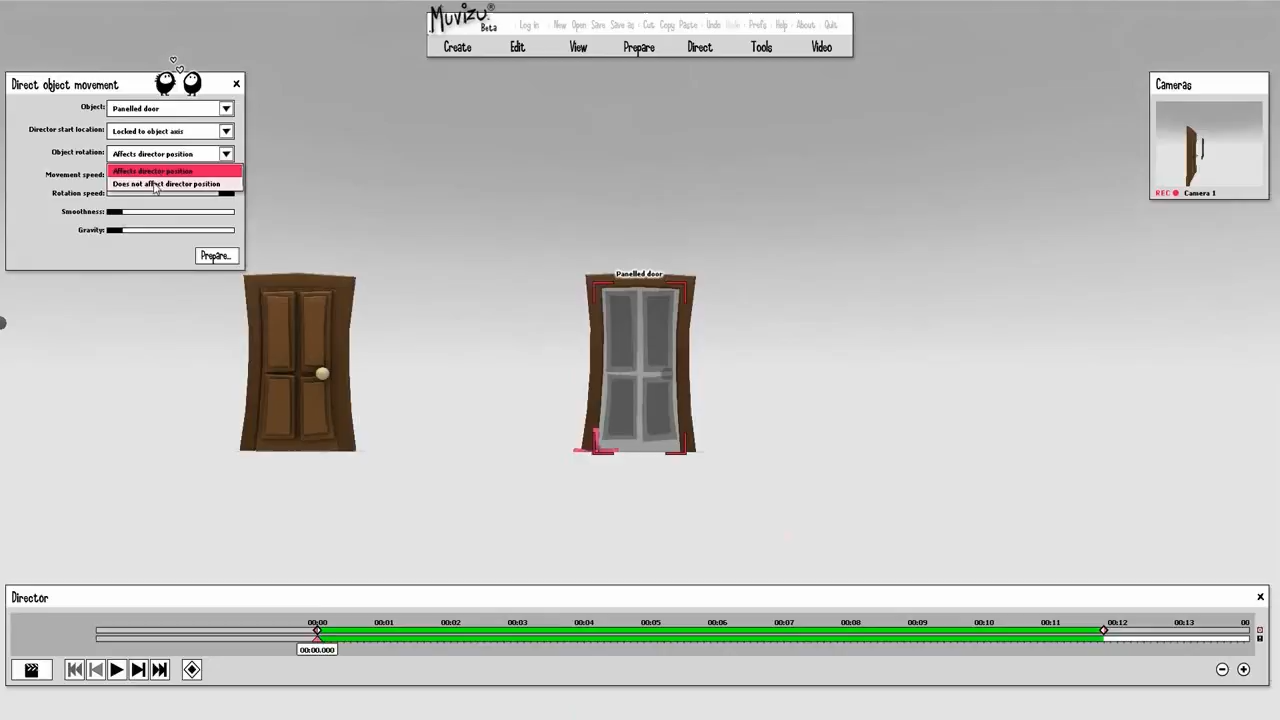 Muvizu®
Beta
Log in · New Open Save Save as · Cut Copy Paste · Undo Redo · Prefs · Help · About · Quit
Create Edit View Prepare Direct Tools Video
Direct object movement x
Object: Panelled door
Director start location: Locked to object axis
Object rotation: Affects director position
Affects director position
Movement speed:
Does not affect director position
Rotation speed:
Smoothness:
Gravity:
Prepare...
Cameras
REC Camera 1
Panelled door
Director x
00:00 00:01 00:02 00:03 00:04 00:05 00:06 00:07 00:08 00:09 00:10 00:11 00:12 00:13 00
00:00.000